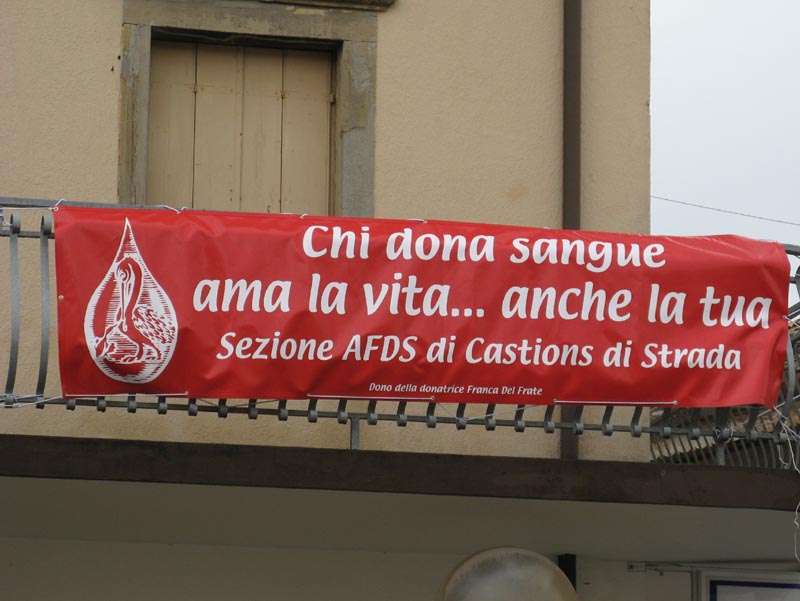 Chi dona sangue
ama la vita... anche la tua
Sezione AFDS di Castions di Strada
Dono della donatrice Franca Del Frate